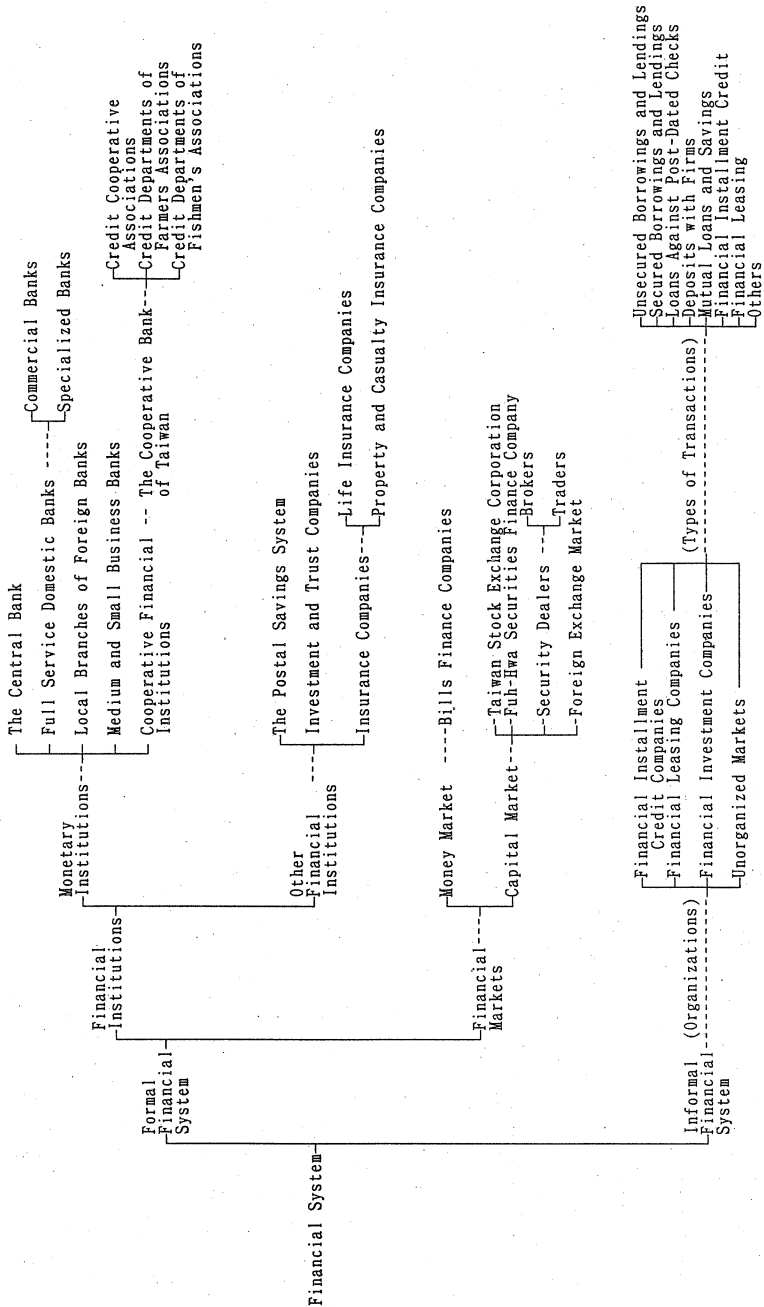 Financial System
Formal
Financial
System
Financial
Institutions
Monetary
Institutions
The Central Bank
Full Service Domestic Banks
Commercial Banks
Specialized Banks
Local Branches of Foreign Banks
Medium and Small Business Banks
Cooperative Financial -- The Cooperative Bank
Institutions
of Taiwan
Credit Cooperative
Associations
Credit Departments of
Farmers Associations
Credit Departments of
Fishmen's Associations
Other
Financial
Institutions
The Postal Savings System
Investment and Trust Companies
Insurance Companies
Life Insurance Companies
Property and Casualty Insurance Companies
Financial
Markets
Money Market ----Bills Finance Companies
Capital Market
Taiwan Stock Exchange Corporation
Fuh-Hwa Securities Finance Company
Security Dealers
Brokers
Traders
Foreign Exchange Market
Informal
Financial
System
(Organizations)
Financial Installment
Credit Companies
Financial Leasing Companies
Financial Investment Companies
Unorganized Markets
(Types of Transactions)
Unsecured Borrowings and Lendings
Secured Borrowings and Lendings
Loans Against Post-Dated Checks
Deposits with Firms
Mutual Loans and Savings
Financial Installment Credit
Financial Leasing
Others